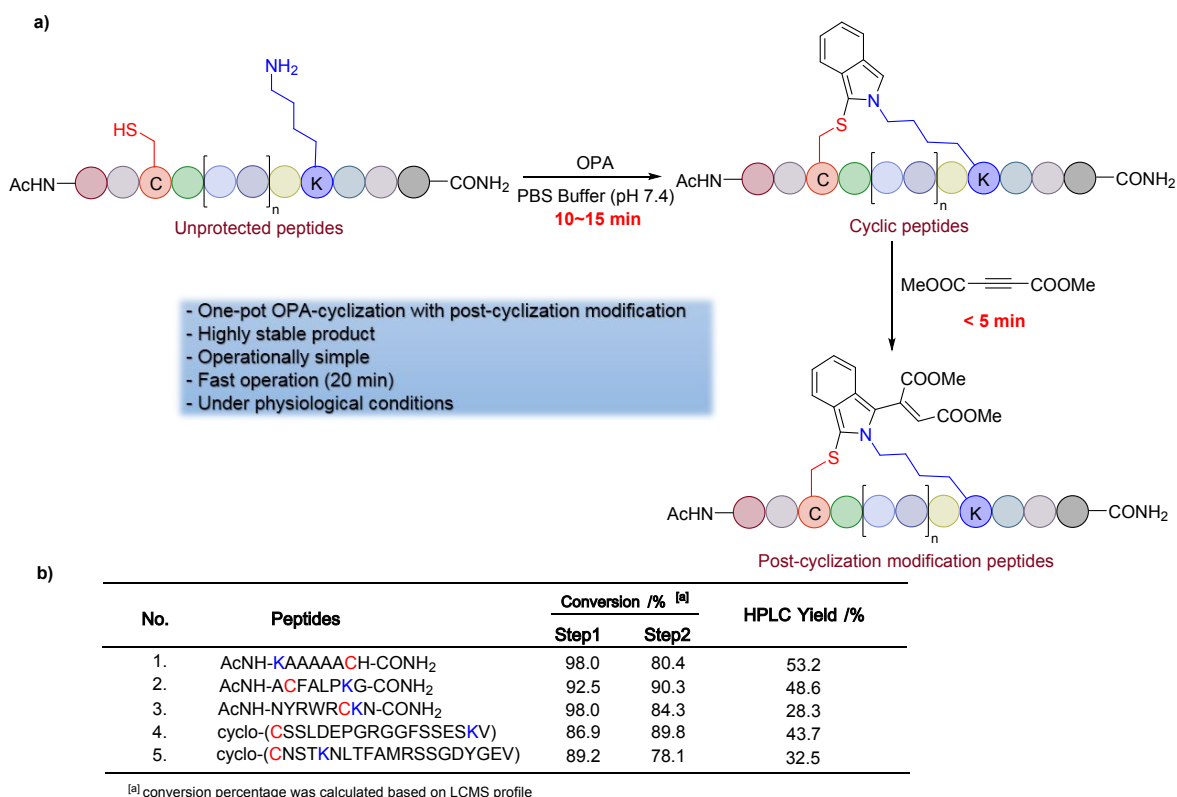 a)
NH2
HS
AcHN
C
K
CONH2
n
Unprotected peptides
OPA
PBS Buffer (pH 7.4)
10~15 min
N
S
AcHN
C
K
CONH2
n
Cyclic peptides
MeOOC
COOMe
< 5 min
- One-pot OPA-cyclization with post-cyclization modification
- Highly stable product
- Operationally simple
- Fast operation (20 min)
- Under physiological conditions
COOMe
COOMe
N
S
AcHN
C
K
CONH2
n
Post-cyclization modification peptides
b)
No. Peptides Conversion /% [a] HPLC Yield /%
Step1 Step2
1. AcNH-KAAAAACH-CONH2 98.0 80.4 53.2
2. AcNH-ACFALPKG-CONH2 92.5 90.3 48.6
3. AcNH-NYRWRCKN-CONH2 98.0 84.3 28.3
4. cyclo-(CSSLDEPGRGGFSSESKV) 86.9 89.8 43.7
5. cyclo-(CNSTKNLTFAMRSSGDYGEV) 89.2 78.1 32.5
[a] conversion percentage was calculated based on LCMS profile